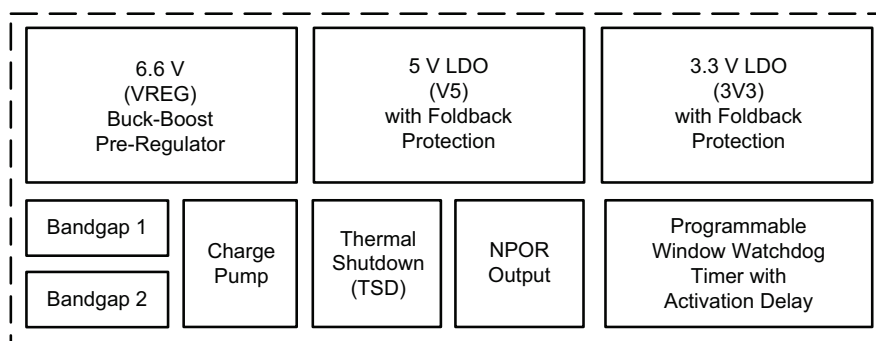 6.6 V
(VREG)
Buck-Boost
Pre-Regulator
5 V LDO
(V5)
with Foldback
Protection
3.3 V LDO
(3V3)
with Foldback
Protection
Bandgap 1
Bandgap 2
Charge
Pump
Thermal
Shutdown
(TSD)
NPOR
Output
Programmable
Window Watchdog
Timer with
Activation Delay